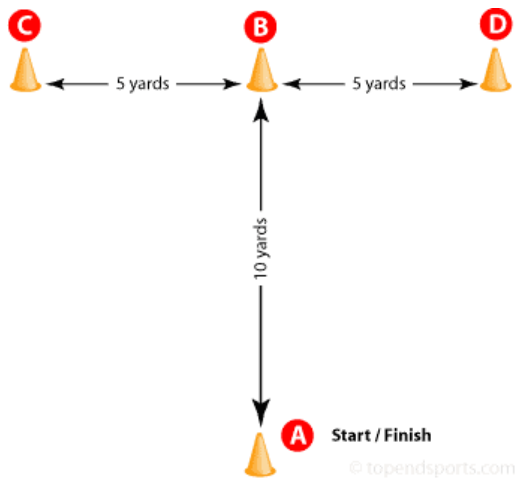 C B D
5 yards 5 yards
10 yards
A Start / Finish
© topendsports.com